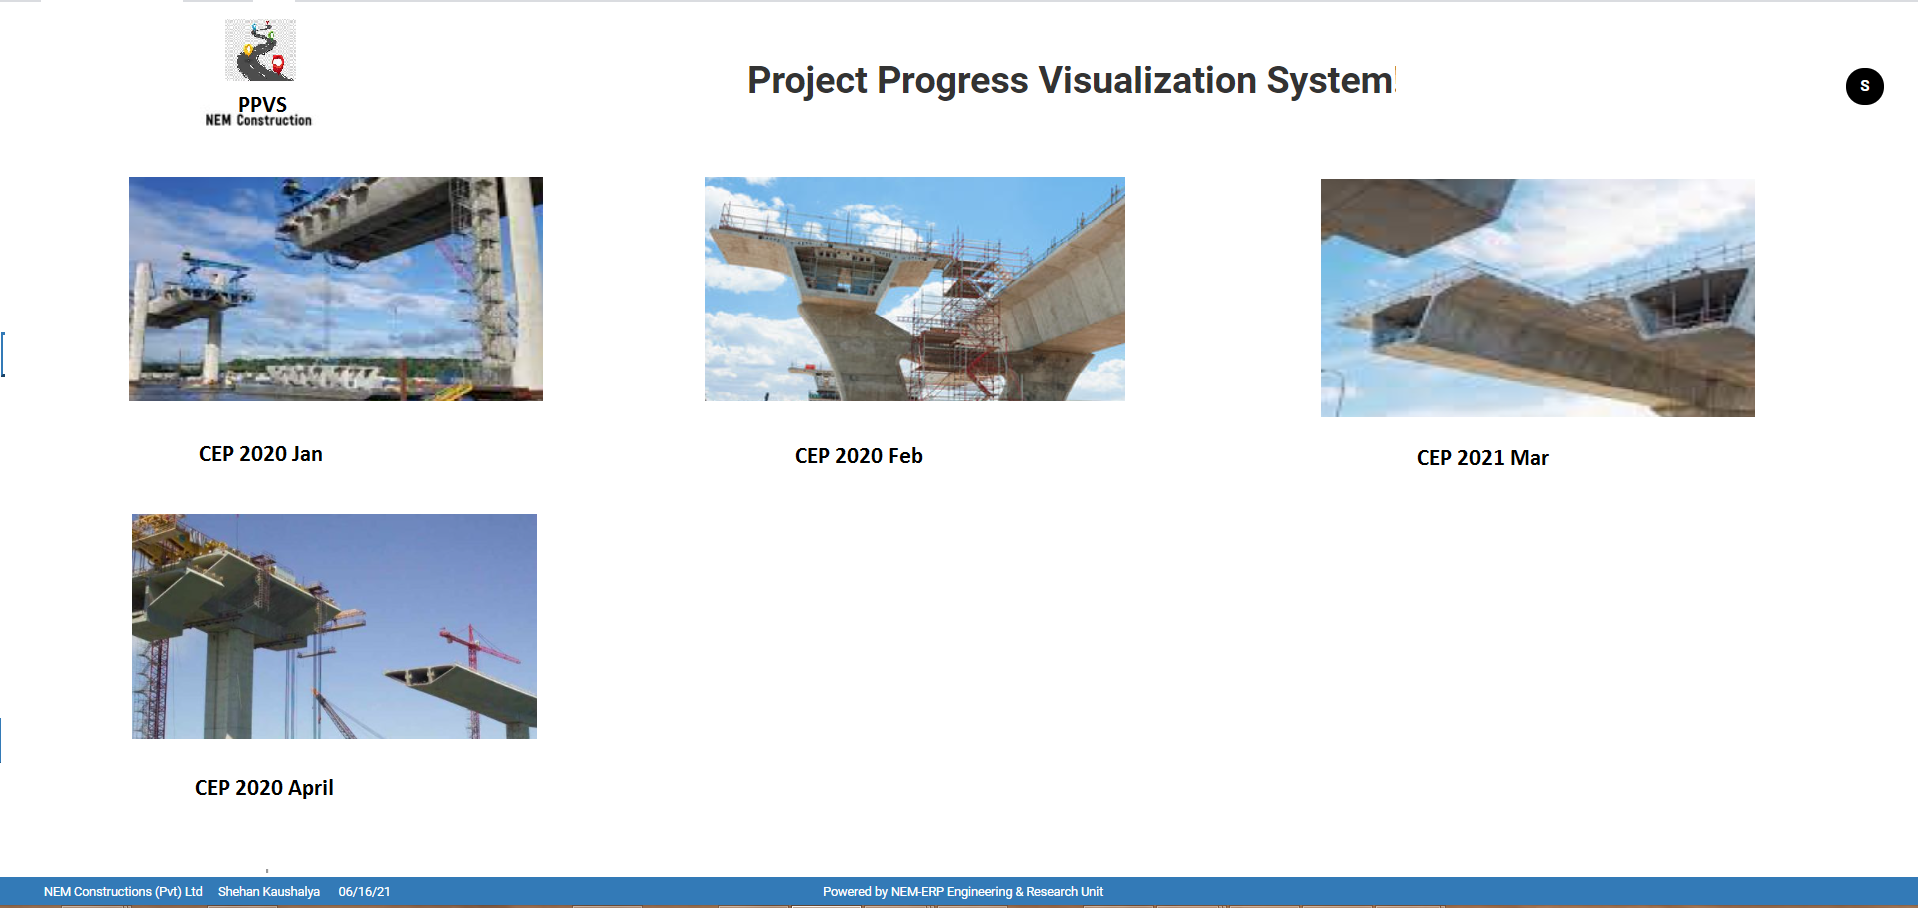 PPVS
NEM Construction
Project Progress Visualization System!
S
CEP 2020 Jan
CEP 2020 Feb
CEP 2021 Mar
CEP 2020 April
NEM Constructions (Pvt) Ltd Shehan Kaushalya 06/16/21
Powered by NEM-ERP Engineering & Research Unit